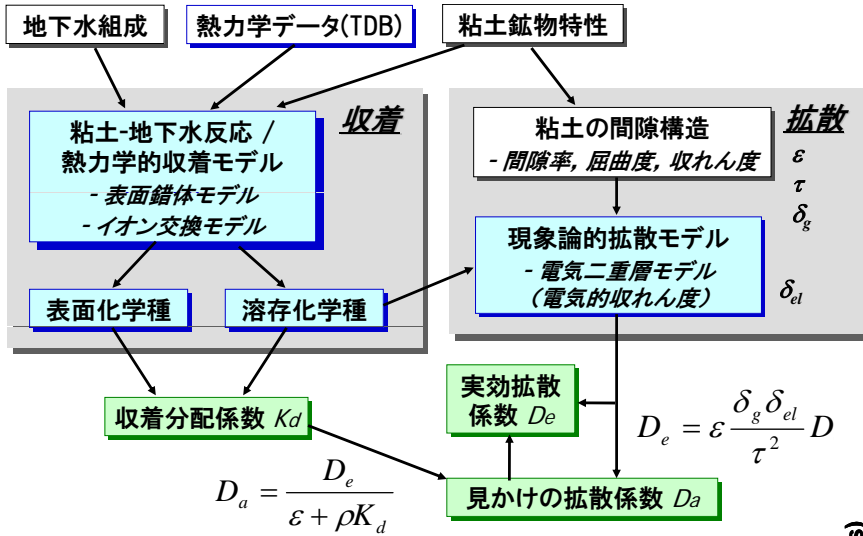 地下水組成
熱力学データ(TDB)
粘土鉱物特性
収着
粘土-地下水反応 /
熱力学的収着モデル
- 表面錯体モデル
- イオン交換モデル
表面化学種
溶存化学種
拡散
粘土の間隙構造
- 間隙率, 屈曲度, 収れん度
ε
τ
δg
現象論的拡散モデル
- 電気二重層モデル
(電気的収れん度)
δel
収着分配係数 Kd
実効拡散
係数 De
De = ε δg δel / τ² D
Da = De / ε + ρKd
見かけの拡散係数 Da